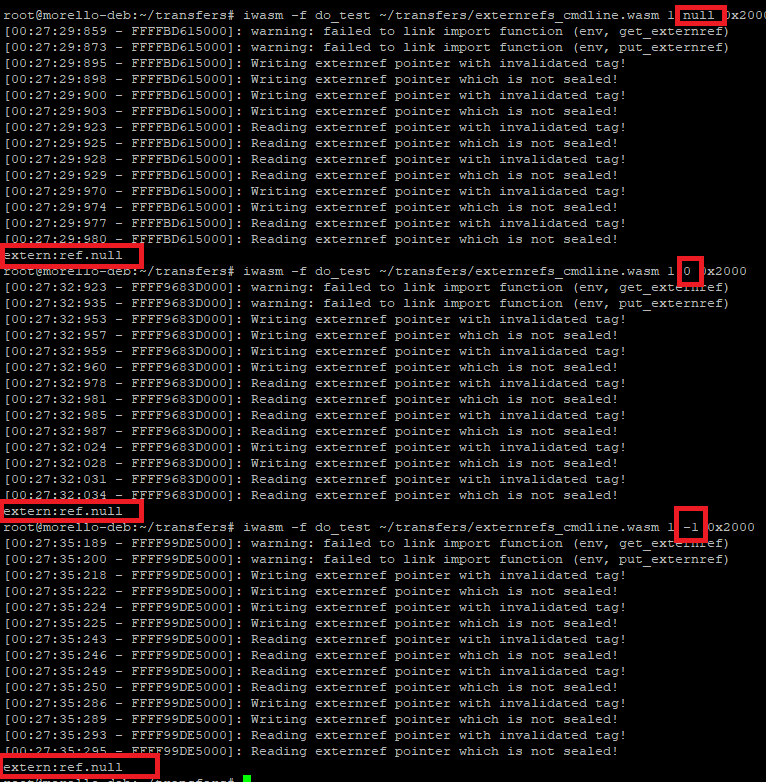 root@morello-deb:~/transfers# iwasm -f do_test ~/transfers/externrefs_cmdline.wasm 1 null 0x2000
[00:27:29:859 - FFFFBD615000]: warning: failed to link import function (env, get_externref)
[00:27:29:873 - FFFFBD615000]: warning: failed to link import function (env, put_externref)
[00:27:29:895 - FFFFBD615000]: Writing externref pointer with invalidated tag!
[00:27:29:898 - FFFFBD615000]: Writing externref pointer which is not sealed!
[00:27:29:900 - FFFFBD615000]: Writing externref pointer with invalidated tag!
[00:27:29:903 - FFFFBD615000]: Writing externref pointer which is not sealed!
[00:27:29:923 - FFFFBD615000]: Reading externref pointer with invalidated tag!
[00:27:29:925 - FFFFBD615000]: Reading externref pointer which is not sealed!
[00:27:29:928 - FFFFBD615000]: Reading externref pointer with invalidated tag!
[00:27:29:929 - FFFFBD615000]: Reading externref pointer which is not sealed!
[00:27:29:970 - FFFFBD615000]: Writing externref pointer with invalidated tag!
[00:27:29:974 - FFFFBD615000]: Writing externref pointer which is not sealed!
[00:27:29:977 - FFFFBD615000]: Reading externref pointer with invalidated tag!
[00:27:29:980 - FFFFBD615000]: Reading externref pointer which is not sealed!
extern:ref.null
root@morello-deb:~/transfers# iwasm -f do_test ~/transfers/externrefs_cmdline.wasm 1 0 0x2000
[00:27:32:923 - FFFF9683D000]: warning: failed to link import function (env, get_externref)
[00:27:32:935 - FFFF9683D000]: warning: failed to link import function (env, put_externref)
[00:27:32:953 - FFFF9683D000]: Writing externref pointer with invalidated tag!
[00:27:32:957 - FFFF9683D000]: Writing externref pointer which is not sealed!
[00:27:32:959 - FFFF9683D000]: Writing externref pointer with invalidated tag!
[00:27:32:960 - FFFF9683D000]: Writing externref pointer which is not sealed!
[00:27:32:978 - FFFF9683D000]: Reading externref pointer with invalidated tag!
[00:27:32:981 - FFFF9683D000]: Reading externref pointer which is not sealed!
[00:27:32:985 - FFFF9683D000]: Reading externref pointer with invalidated tag!
[00:27:32:987 - FFFF9683D000]: Reading externref pointer which is not sealed!
[00:27:32:024 - FFFF9683D000]: Writing externref pointer with invalidated tag!
[00:27:32:028 - FFFF9683D000]: Writing externref pointer which is not sealed!
[00:27:32:031 - FFFF9683D000]: Reading externref pointer with invalidated tag!
[00:27:32:034 - FFFF9683D000]: Reading externref pointer which is not sealed!
extern:ref.null
root@morello-deb:~/transfers# iwasm -f do_test ~/transfers/externrefs_cmdline.wasm 1 -1 0x2000
[00:27:35:189 - FFFF99DE5000]: warning: failed to link import function (env, get_externref)
[00:27:35:200 - FFFF99DE5000]: warning: failed to link import function (env, put_externref)
[00:27:35:218 - FFFF99DE5000]: Writing externref pointer with invalidated tag!
[00:27:35:222 - FFFF99DE5000]: Writing externref pointer which is not sealed!
[00:27:35:224 - FFFF99DE5000]: Writing externref pointer with invalidated tag!
[00:27:35:225 - FFFF99DE5000]: Writing externref pointer which is not sealed!
[00:27:35:243 - FFFF99DE5000]: Reading externref pointer with invalidated tag!
[00:27:35:246 - FFFF99DE5000]: Reading externref pointer which is not sealed!
[00:27:35:249 - FFFF99DE5000]: Reading externref pointer with invalidated tag!
[00:27:35:250 - FFFF99DE5000]: Reading externref pointer which is not sealed!
[00:27:35:286 - FFFF99DE5000]: Writing externref pointer with invalidated tag!
[00:27:35:289 - FFFF99DE5000]: Writing externref pointer which is not sealed!
[00:27:35:293 - FFFF99DE5000]: Reading externref pointer with invalidated tag!
[00:27:35:295 - FFFF99DE5000]: Reading externref pointer which is not sealed!
extern:ref.null
root@morello-deb:~/transfers#